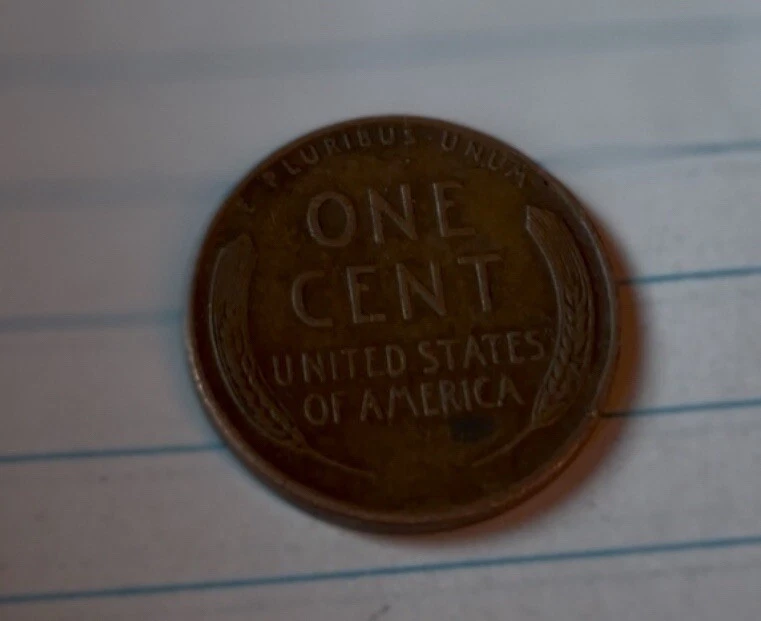 E PLURIBUS · UNUM
ONE
CENT
UNITED STATES
OF AMERICA